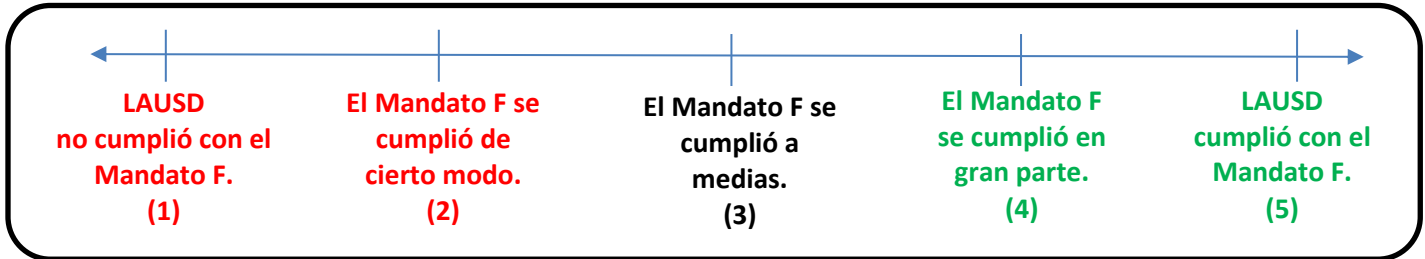 LAUSD
no cumplió con el
Mandato F.
(1)
El Mandato F se
cumplió de
cierto modo.
(2)
El Mandato F se
cumplió a
medias.
(3)
El Mandato F
se cumplió en
gran parte.
(4)
LAUSD
cumplió con el
Mandato F.
(5)